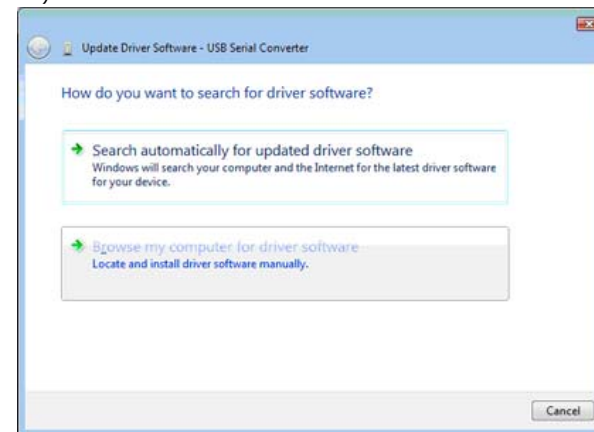 Update Driver Software - USB Serial Converter
How do you want to search for driver software?
Search automatically for updated driver software
Windows will search your computer and the Internet for the latest driver software
for your device.
Browse my computer for driver software
Locate and install driver software manually.
Cancel